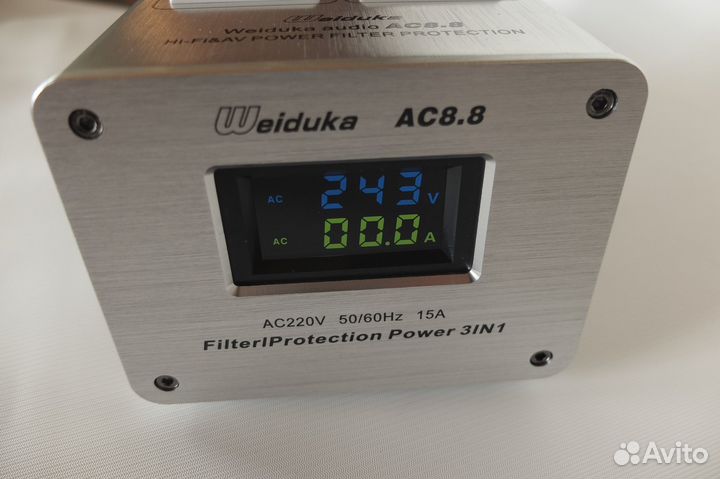 Weiduka
Weiduka audio AC8.8
HI-FI&AV POWER FILTER PROTECTION
Weiduka AC8.8
AC 243 V
AC 00.0 A
AC220V 50/60Hz 15A
Filter|Protection Power 3IN1
Avito